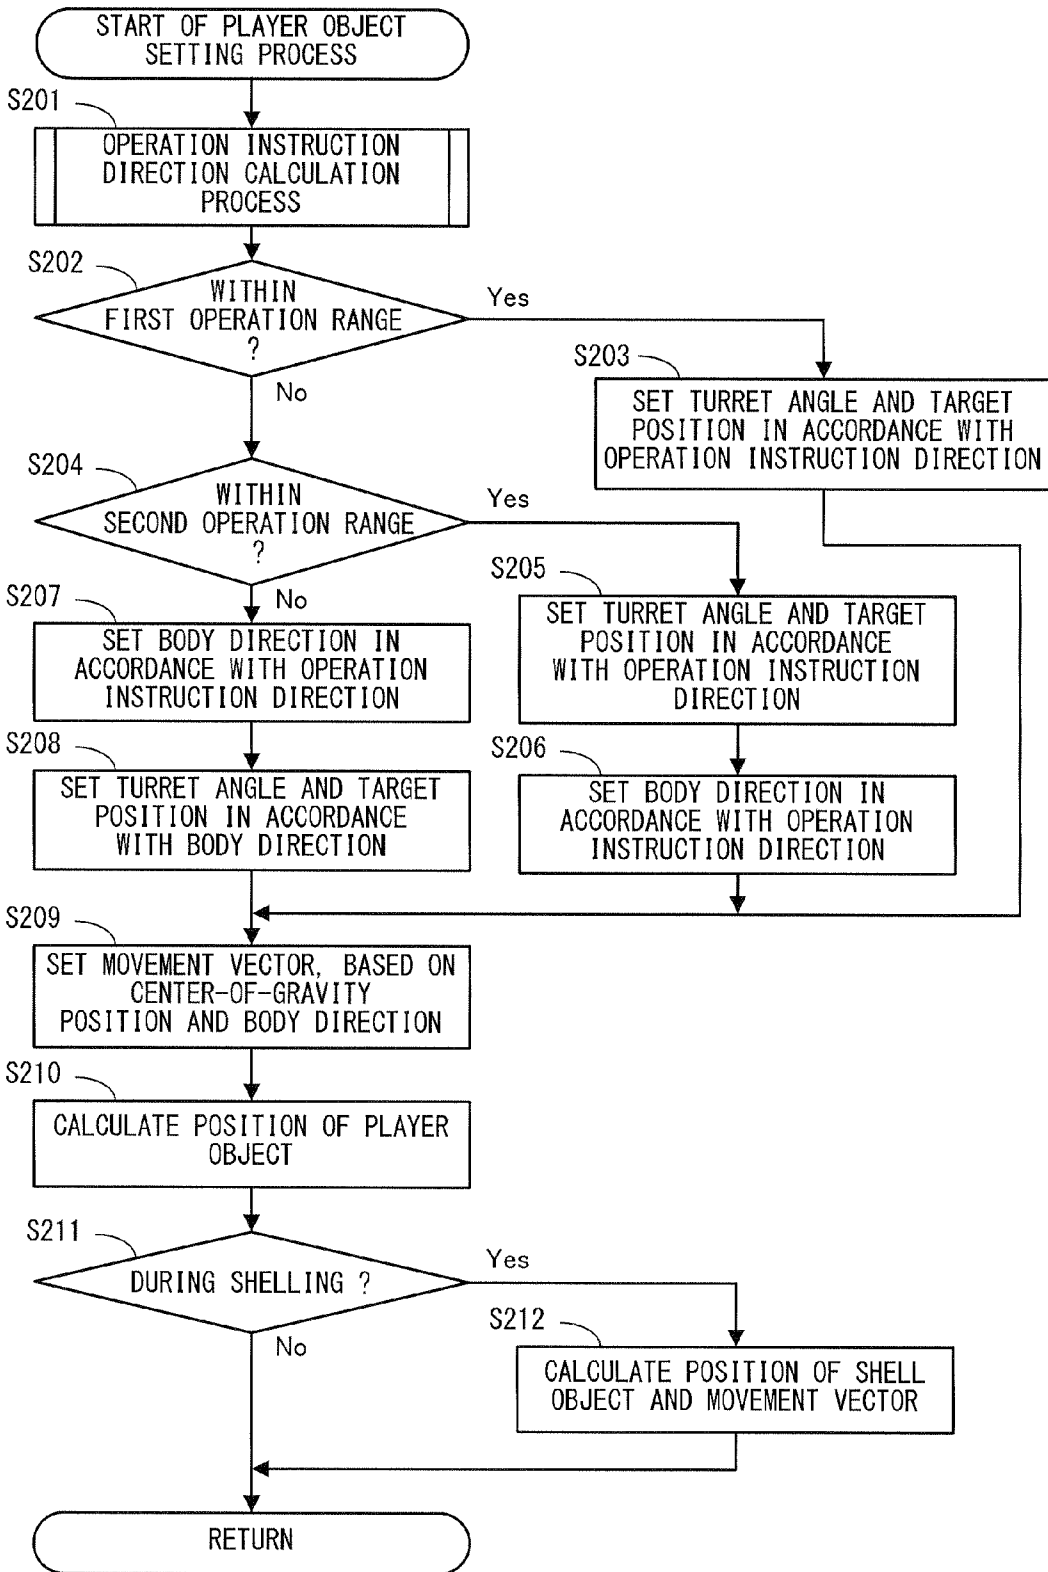 START OF PLAYER OBJECT
SETTING PROCESS
S201
OPERATION INSTRUCTION
DIRECTION CALCULATION
PROCESS
S202
WITHIN
FIRST OPERATION RANGE
?
Yes
No
S203
SET TURRET ANGLE AND TARGET
POSITION IN ACCORDANCE WITH
OPERATION INSTRUCTION DIRECTION
S204
WITHIN
SECOND OPERATION RANGE
?
Yes
No
S205
SET TURRET ANGLE AND TARGET
POSITION IN ACCORDANCE
WITH OPERATION INSTRUCTION
DIRECTION
S206
SET BODY DIRECTION IN
ACCORDANCE WITH OPERATION
INSTRUCTION DIRECTION
S207
SET BODY DIRECTION IN
ACCORDANCE WITH OPERATION
INSTRUCTION DIRECTION
S208
SET TURRET ANGLE AND TARGET
POSITION IN ACCORDANCE
WITH BODY DIRECTION
S209
SET MOVEMENT VECTOR, BASED ON
CENTER-OF-GRAVITY
POSITION AND BODY DIRECTION
S210
CALCULATE POSITION OF PLAYER
OBJECT
S211
DURING SHELLING ?
Yes
No
S212
CALCULATE POSITION OF SHELL
OBJECT AND MOVEMENT VECTOR
RETURN